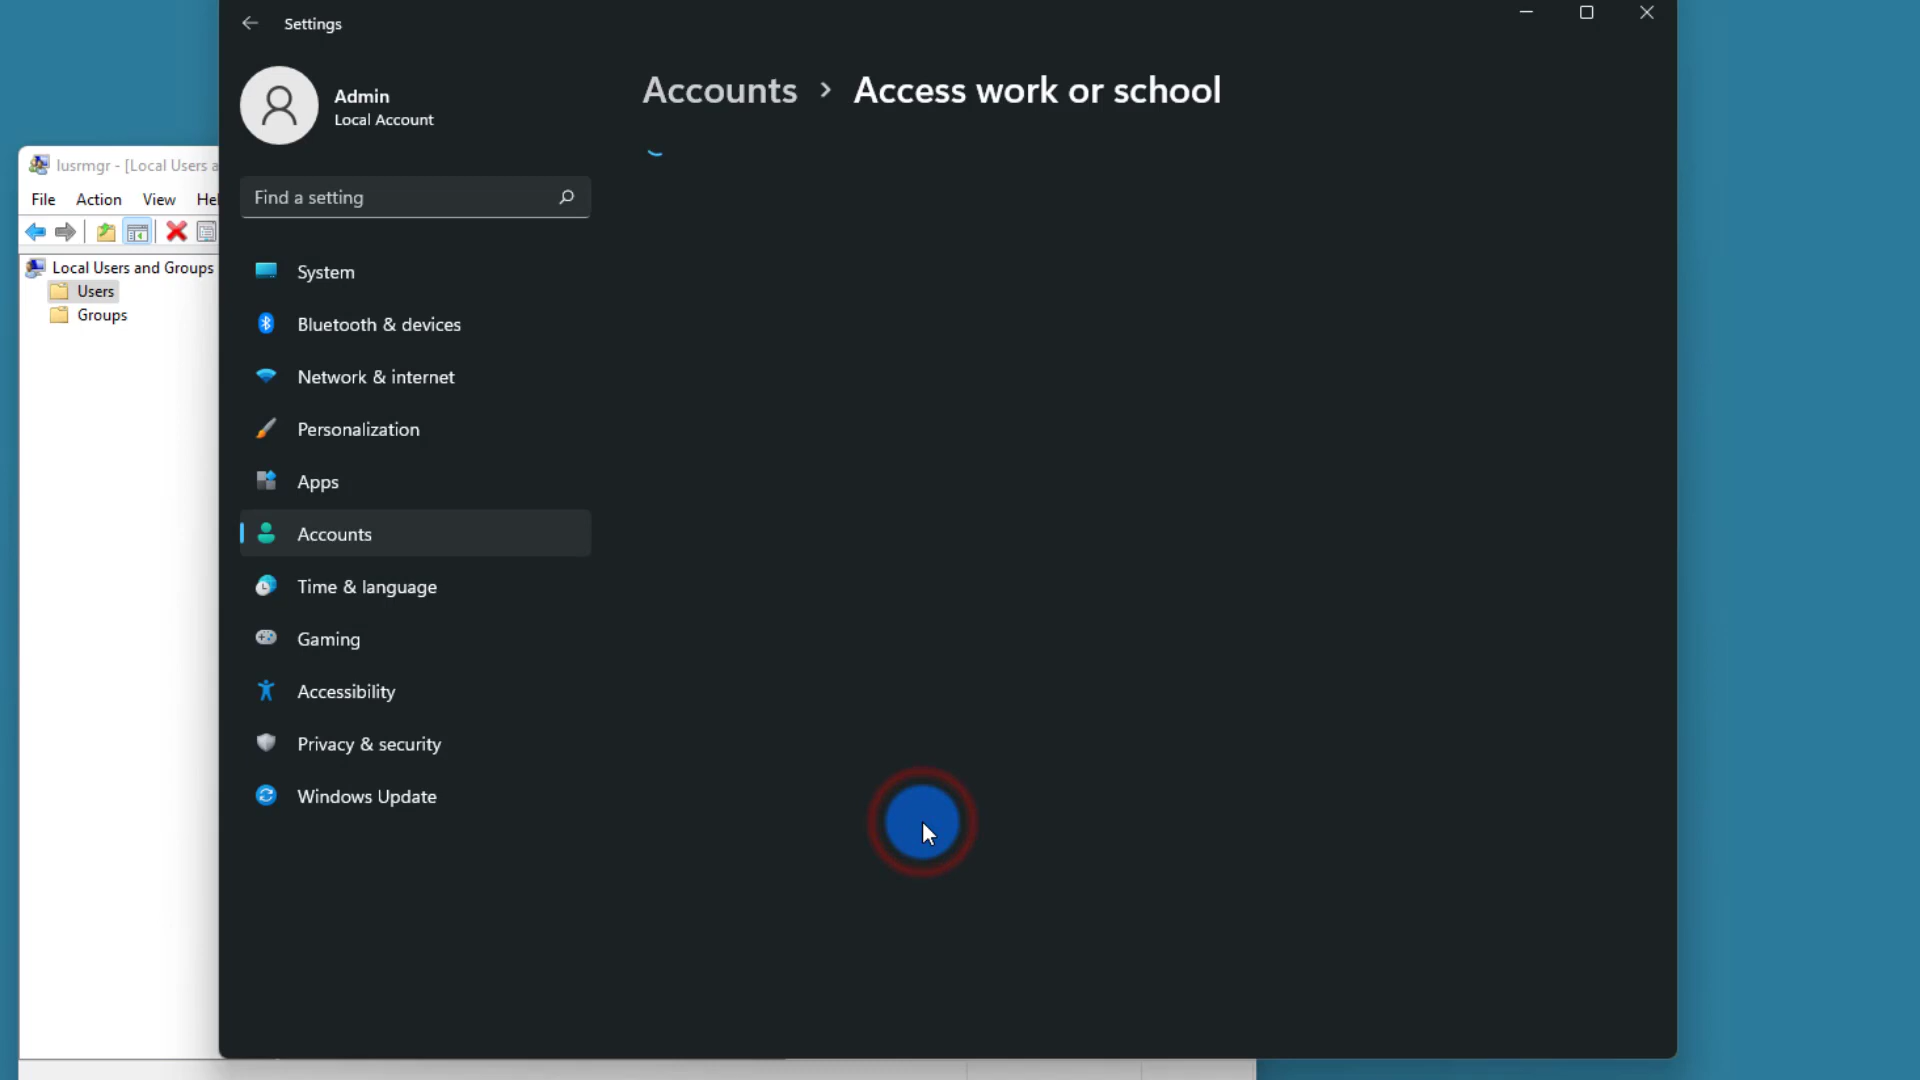 Settings
Admin
Local Account
Accounts > Access work or school
Find a setting
System
Bluetooth & devices
Network & internet
Personalization
Apps
Accounts
Time & language
Gaming
Accessibility
Privacy & security
Windows Update
lusrmgr - [Local Users a
File Action View Hel
Local Users and Groups
Users
Groups